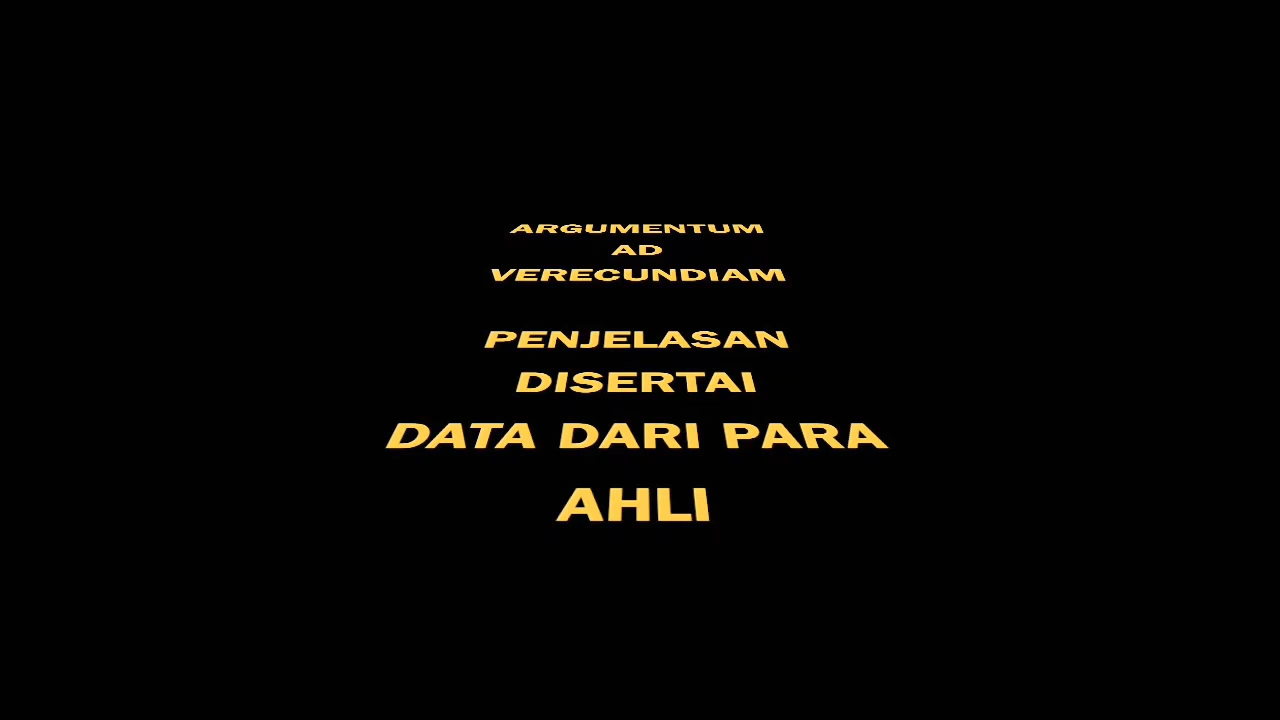 ARGUMENTUM
AD
VERECUNDIAM
PENJELASAN
DISERTAI
DATA DARI PARA
AHLI